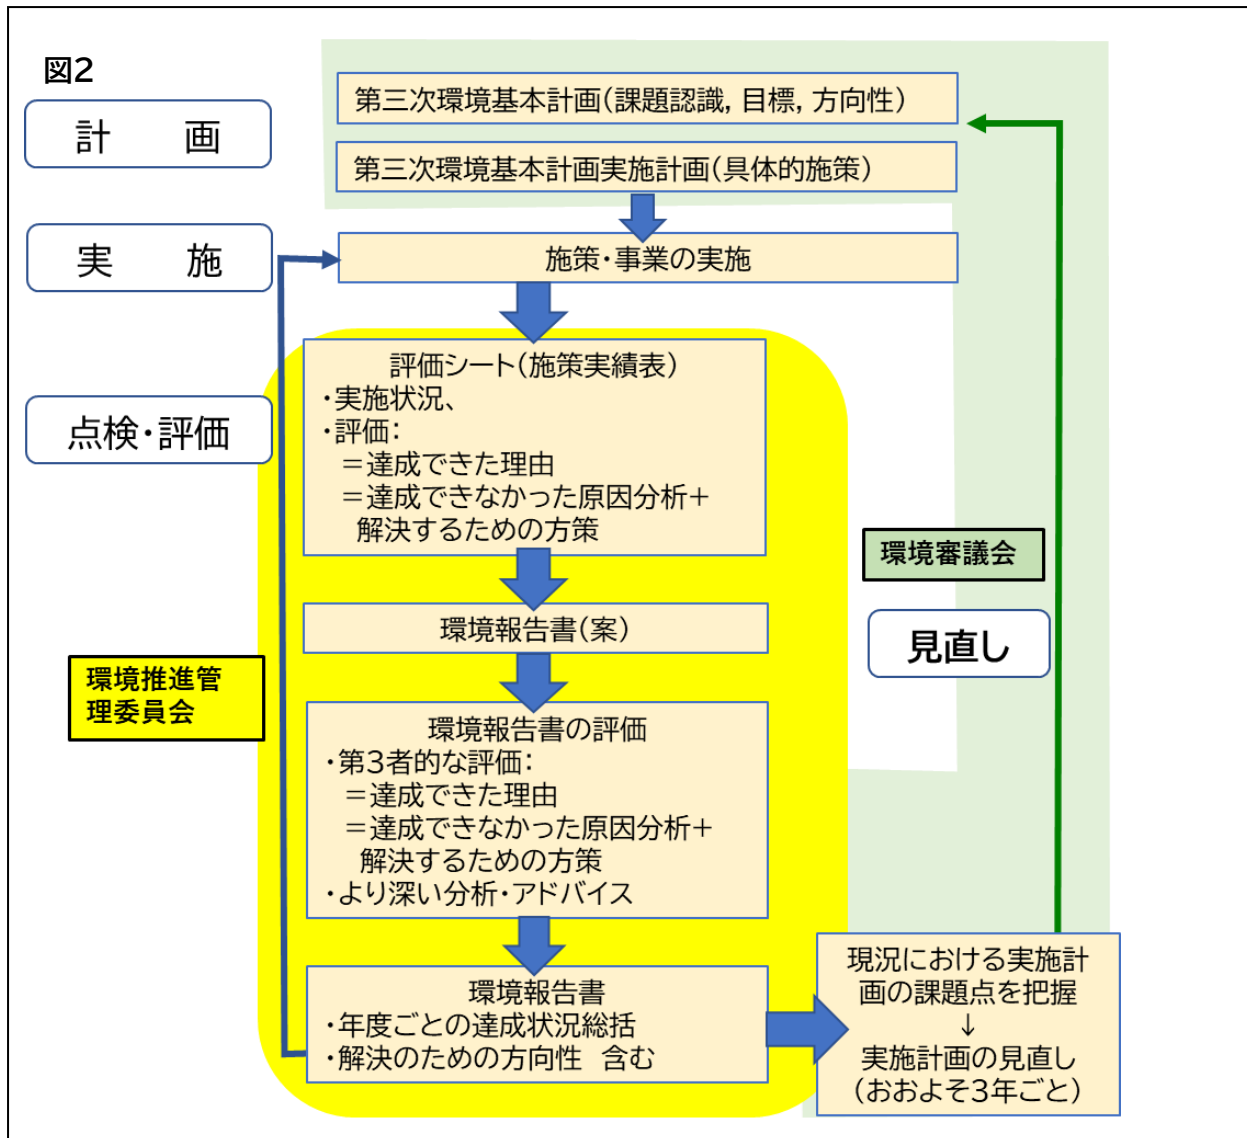 図2
計　　画
第三次環境基本計画(課題認識, 目標, 方向性)
第三次環境基本計画実施計画(具体的施策)
実　　施
施策・事業の実施
点検・評価
評価シート(施策実績表)
・実施状況、
・評価:
＝達成できた理由
＝達成できなかった原因分析＋
解決するための方策
環境報告書(案)
環境推進管
理委員会
環境報告書の評価
・第3者的な評価:
＝達成できた理由
＝達成できなかった原因分析＋
解決するための方策
・より深い分析・アドバイス
環境報告書
・年度ごとの達成状況総括
・解決のための方向性　含む
環境審議会
見直し
現況における実施計
画の課題点を把握
↓
実施計画の見直し
(おおよそ3年ごと)